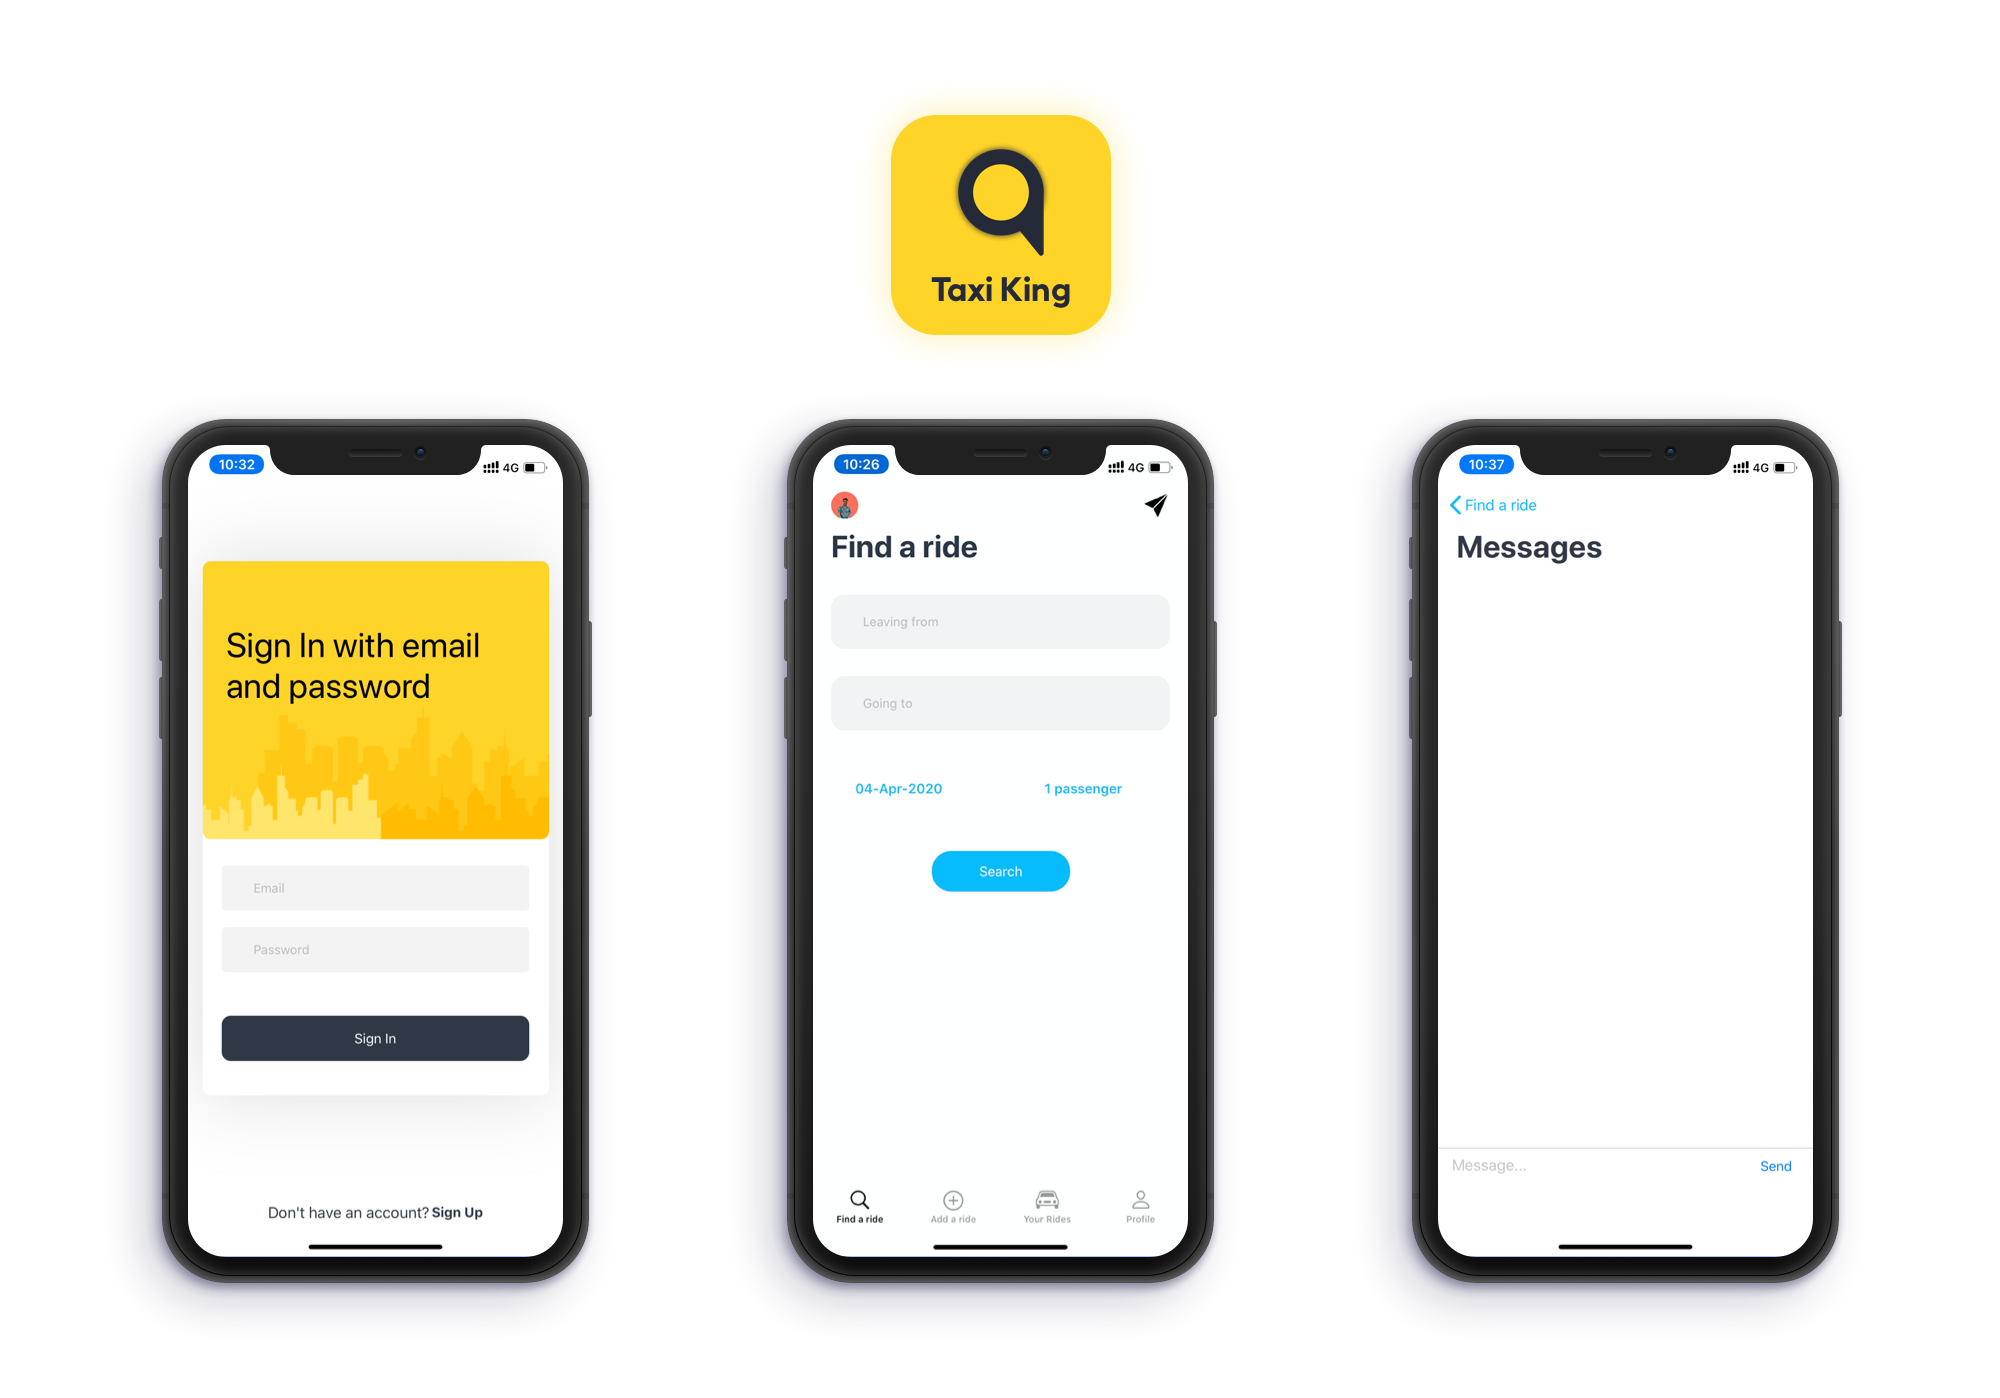 Taxi King
10:32
4G
Sign In with email
and password
Email
Password
Sign In
Don't have an account? Sign Up
10:26
4G
Find a ride
Leaving from
Going to
04-Apr-2020
1 passenger
Search
Find a ride
Add a ride
Your Rides
Profile
10:37
4G
Find a ride
Messages
Message...
Send